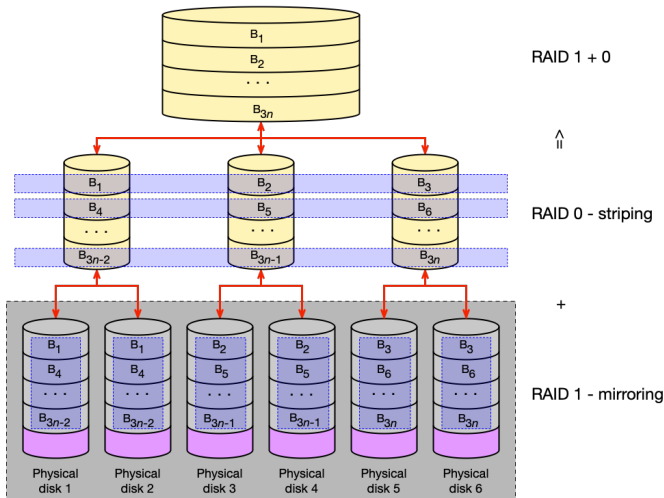 B1
B2
. . .
B3n
RAID 1 + 0
<=
B1 B2 B3
B4 B5 B6
. . . . . . . . .
B3n-2 B3n-1 B3n
RAID 0 - striping
+
B1 B1 B2 B2 B3 B3
B4 B4 B5 B5 B6 B6
. . . . . . . . . . . . . . . . . .
B3n-2 B3n-2 B3n-1 B3n-1 B3n B3n
RAID 1 - mirroring
Physical Physical Physical Physical Physical Physical
disk 1 disk 2 disk 3 disk 4 disk 5 disk 6